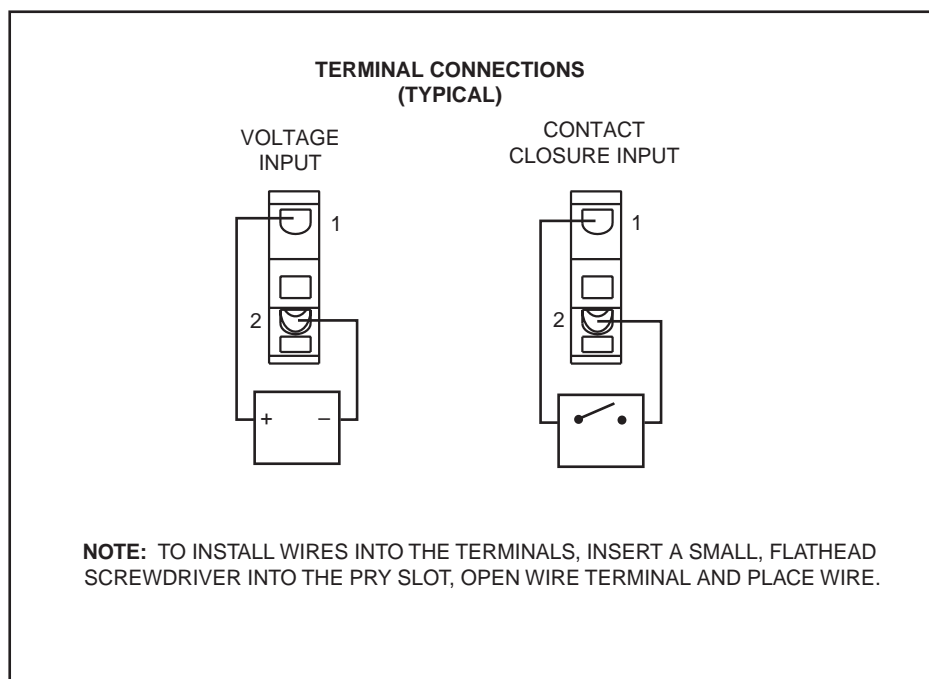 TERMINAL CONNECTIONS
(TYPICAL)
VOLTAGE
INPUT
1
2
+ –
CONTACT
CLOSURE INPUT
1
2
NOTE: TO INSTALL WIRES INTO THE TERMINALS, INSERT A SMALL, FLATHEAD
SCREWDRIVER INTO THE PRY SLOT, OPEN WIRE TERMINAL AND PLACE WIRE.